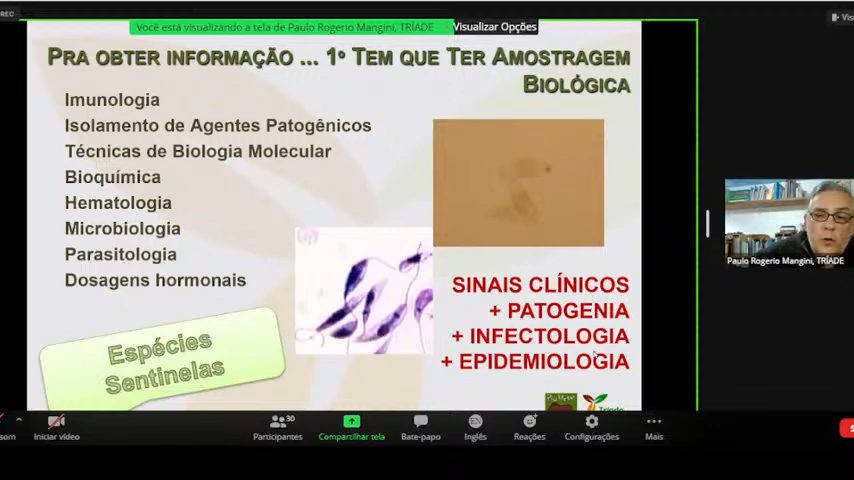 REC
Você está visualizando a tela de Paulo Rogerio Mangini, TRÍADE
Visualizar Opções
PRA OBTER INFORMAÇÃO ... 1º TEM QUE TER AMOSTRAGEM
BIOLÓGICA
Imunologia
Isolamento de Agentes Patogênicos
Técnicas de Biologia Molecular
Bioquímica
Hematologia
Microbiologia
Parasitologia
Dosagens hormonais
SINAIS CLÍNICOS
+ PATOGENIA
+ INFECTOLOGIA
+ EPIDEMIOLOGIA
Espécies
Sentinelas
Paulo Rogerio Mangini, TRÍADE
som
Iniciar vídeo
30
Participantes
Compartilhar tela
Bate-papo
EN
Inglês
Reações
Configurações
Mais